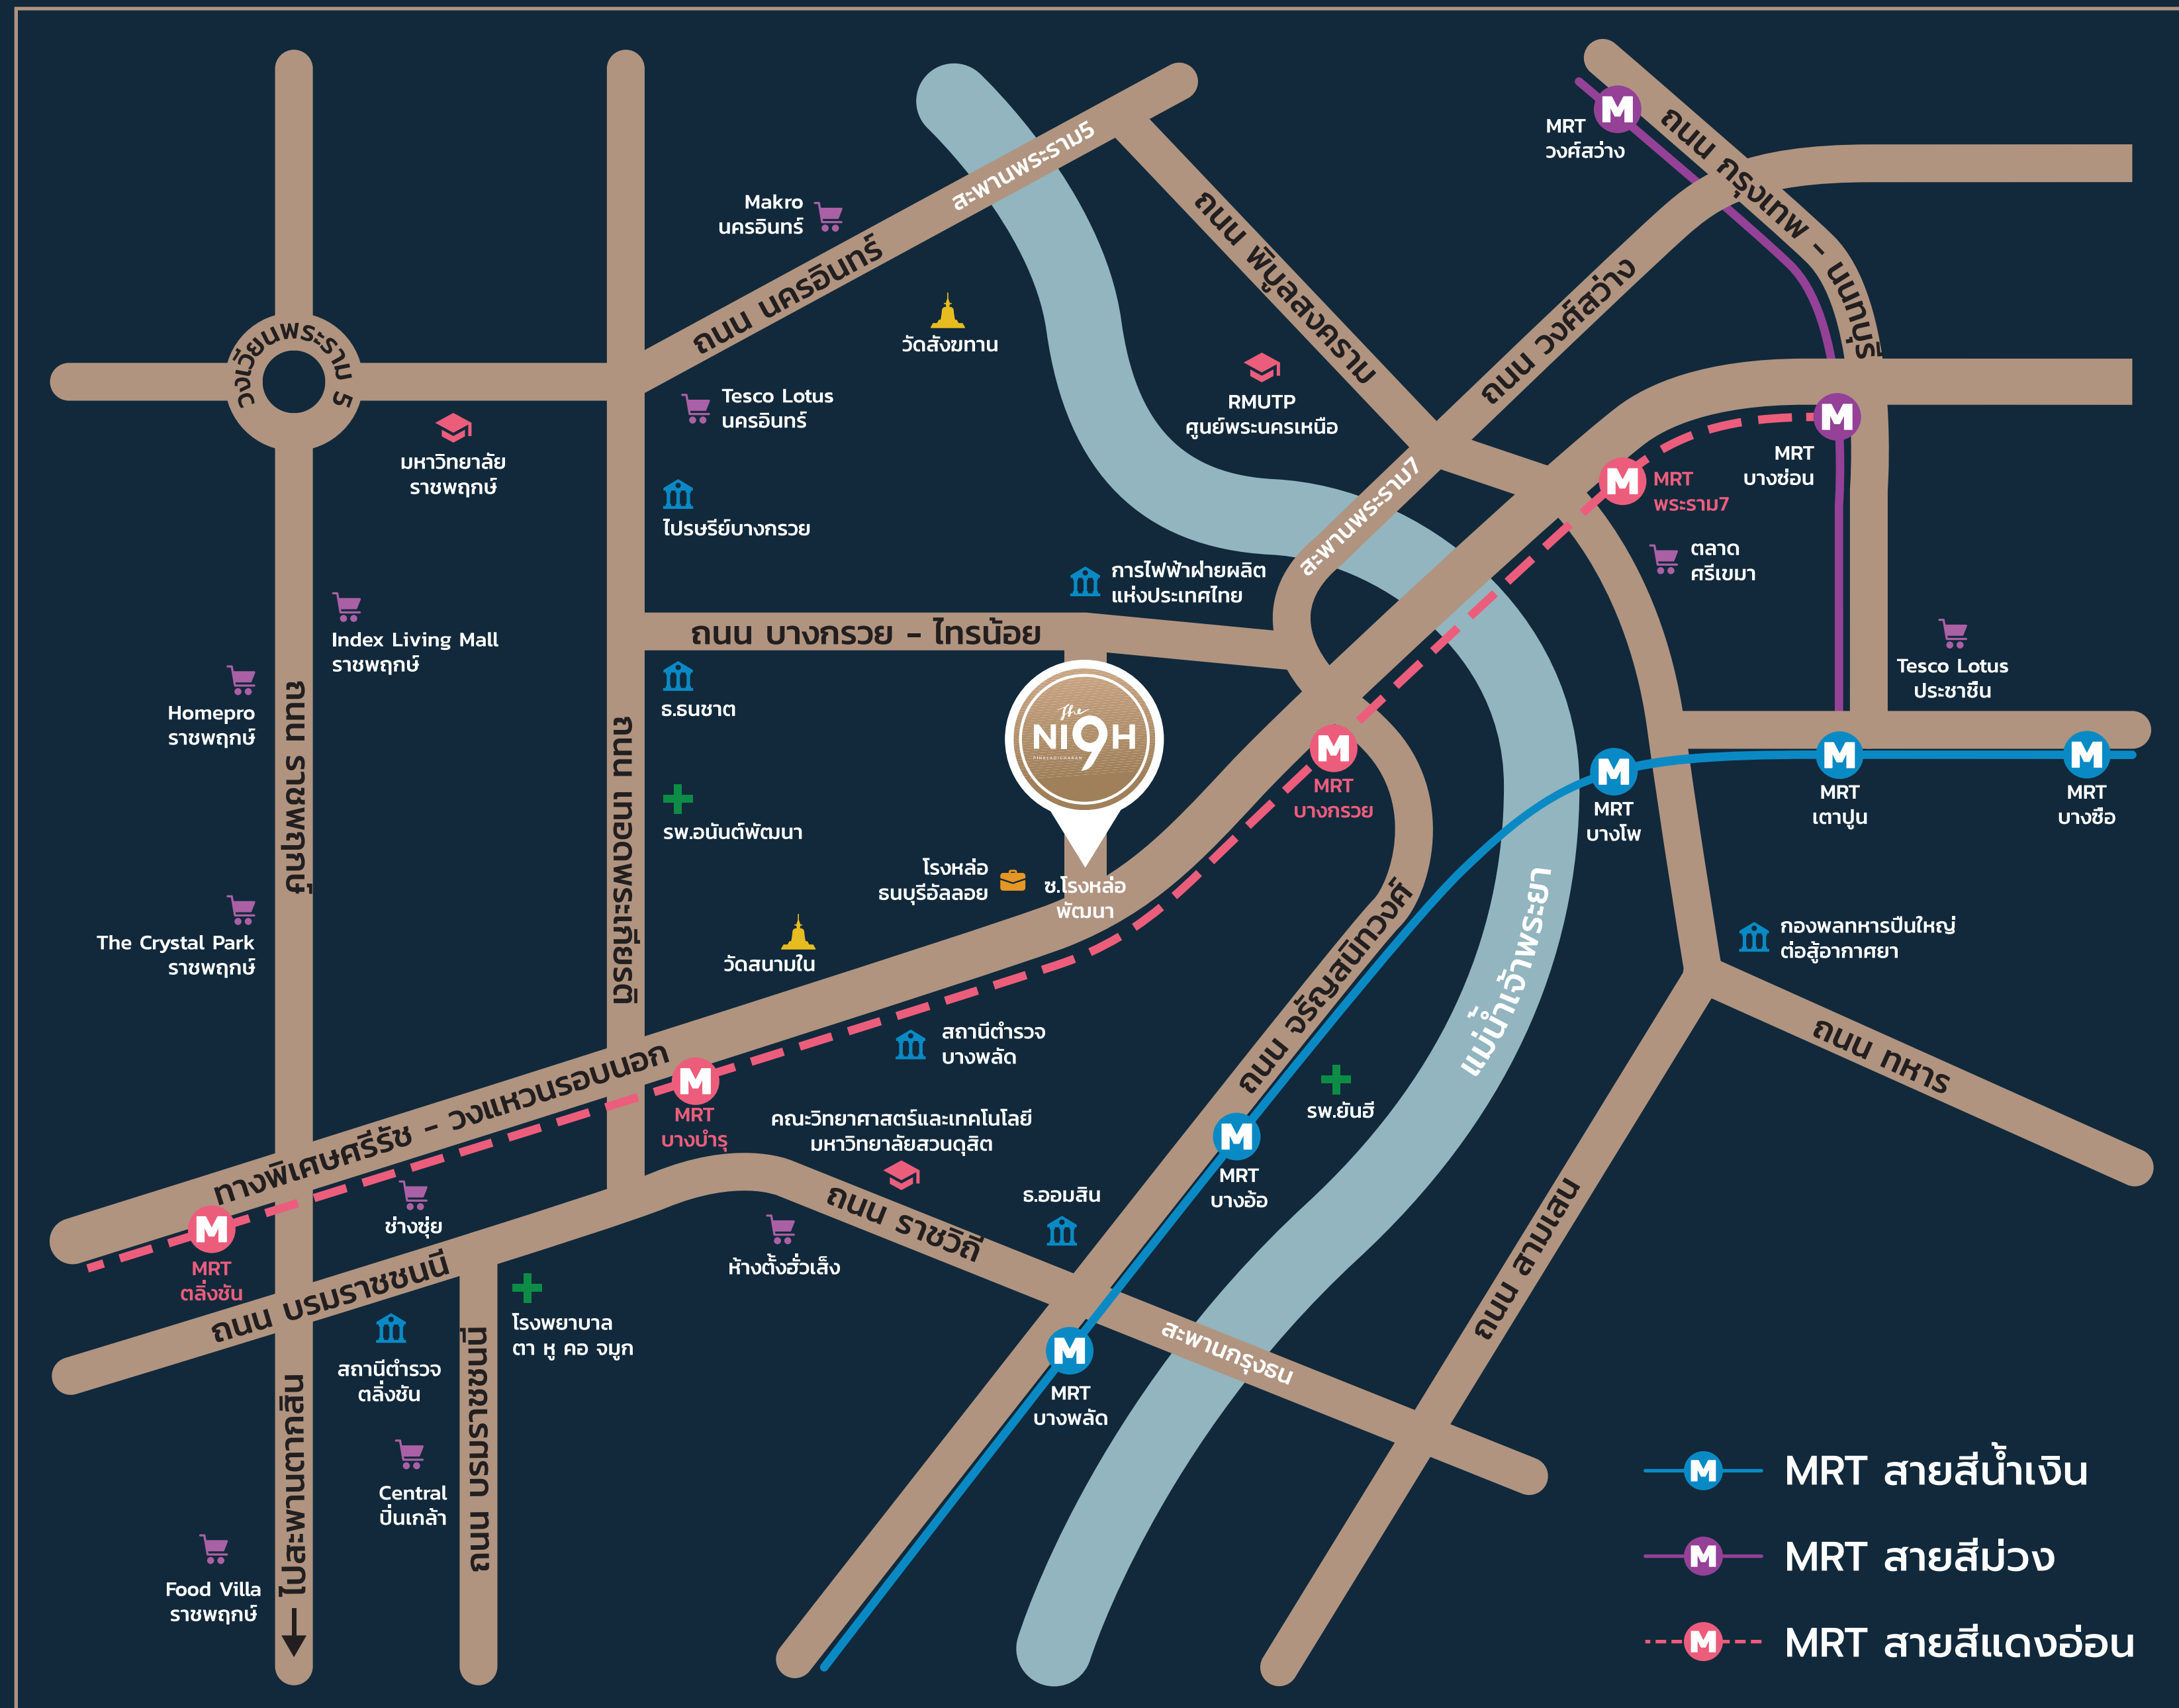 MRT
วงศ์สว่าง
ถนน กรุงเทพ - นนทบุรี
สะพานพระราม5
Makro
นครอินทร์
ถนน นครอินทร์
ถนน พิบูลสงคราม
ถนน วงศ์สว่าง
วัดสังฆทาน
วงเวียนพระราม 5
RMUTP
ศูนย์พระนครเหนือ
Tesco Lotus
นครอินทร์
มหาวิทยาลัย
ราชพฤกษ์
MRT
บางซ่อน
MRT
พระราม7
ไปรษรีย์บางกรวย
สะพานพระราม7
ตลาด
ศรีเขมา
การไฟฟ้าฝ่ายผลิต
แห่งประเทศไทย
Index Living Mall
ราชพฤกษ์
ถนน บางกรวย - ไทรน้อย
Tesco Lotus
ประชาชืน
Homepro
ราชพฤกษ์
ถนน ราชพฤกษ์
ธ.ธนชาต
ถนน เทอดพระเกียรติ
The
NI9H
MRT
บางกรวย
MRT
บางโพ
MRT
เตาปูน
MRT
บางซือ
รพ.อนันต์พัฒนา
โรงหล่อ
ธนบุรีอัลลอย
ซ.โรงหล่อ
พัฒนา
The Crystal Park
ราชพฤกษ์
วัดสนามใน
กองพลทหารปืนใหญ่
ต่อสู้อากาศยา
แม่น้ำเจ้าพระยา
ถนน จรัญสนิทวงศ์
สถานีตำรวจ
บางพลัด
ถนน ทหาร
ทางพิเศษศรีรัช - วงแหวนรอบนอก
MRT
บางบำรุ
คณะวิทยาศาสตร์และเทคโนโลยี
มหาวิทยาลัยสวนดุสิต
รพ.ยันฮี
MRT
บางอ้อ
ธ.ออมสิน
ช่างชุ่ย
ถนน ราชวิถี
ห้างตั้งฮั่วเส็ง
MRT
ตลิ่งชัน
ถนน บรมราชชนนี
โรงพยาบาล
ตา หู คอ จมูก
สะพานกรุงธน
ถนน สามเสน
สถานีตำรวจ
ตลิ่งชัน
MRT
บางพลัด
ถนน บรมราชชนนี
ไปสะพานตากสิน
Central
ปิ่นเกล้า
Food Villa
ราชพฤกษ์
MRT สายสีน้ำเงิน
MRT สายสีม่วง
MRT สายสีแดงอ่อน